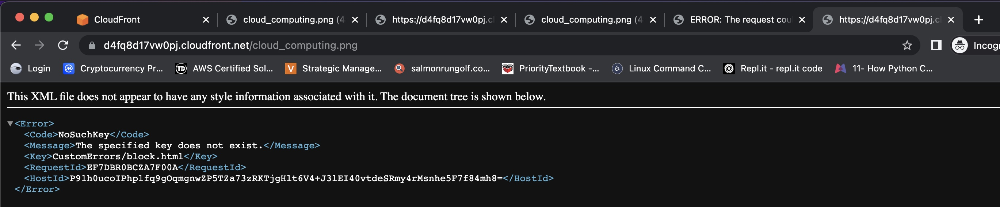 CloudFront
cloud_computing.png (4
https://d4fq8d17vw0pj.cl
cloud_computing.png (4
ERROR: The request cou
https://d4fq8d17vw0pj.cl
d4fq8d17vw0pj.cloudfront.net/cloud_computing.png
Incogr
Login
Cryptocurrency Pr...
TD
AWS Certified Sol...
V
Strategic Manage...
salmonrungolf.co...
PriorityTextbook -...
Linux Command C...
Repl.it - repl.it code
11- How Python C...
This XML file does not appear to have any style information associated with it. The document tree is shown below.
▼<Error>
<Code>NoSuchKey</Code>
<Message>The specified key does not exist.</Message>
<Key>CustomErrors/block.html</Key>
<RequestId>EF7DBR0BCZA7F00A</RequestId>
<HostId>P91h0ucoIPhplfq9gOqmgnwZP5TZa73zRKTjgHlt6V4+J3lEI40vtdeSRmy4rMsnhe5F7f84mh8=</HostId>
</Error>